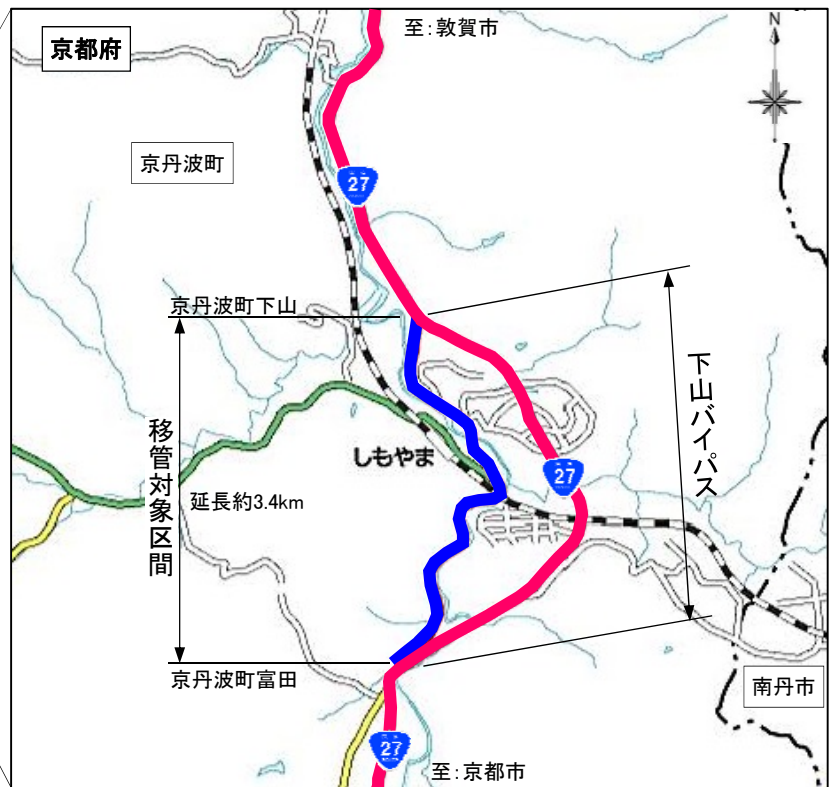 京都府
至:敦賀市
N
京丹波町
27
京丹波町下山
下山バイパス
移管対象区間
しもやま
27
延長約3.4km
京丹波町富田
南丹市
27
至:京都市